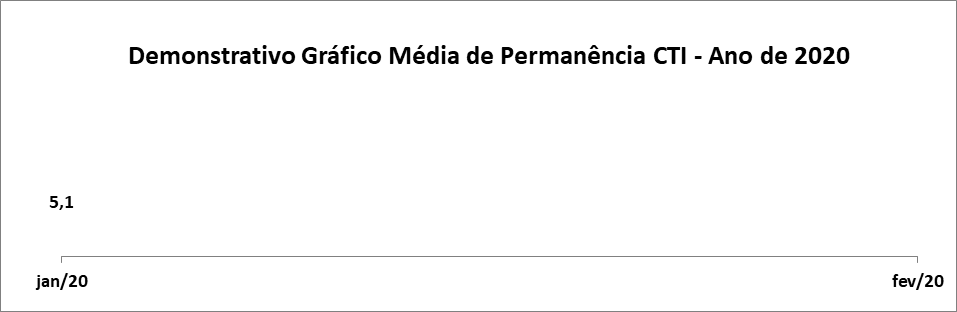 Demonstrativo Gráfico Média de Permanência CTI - Ano de 2020
5,1
jan/20
fev/20